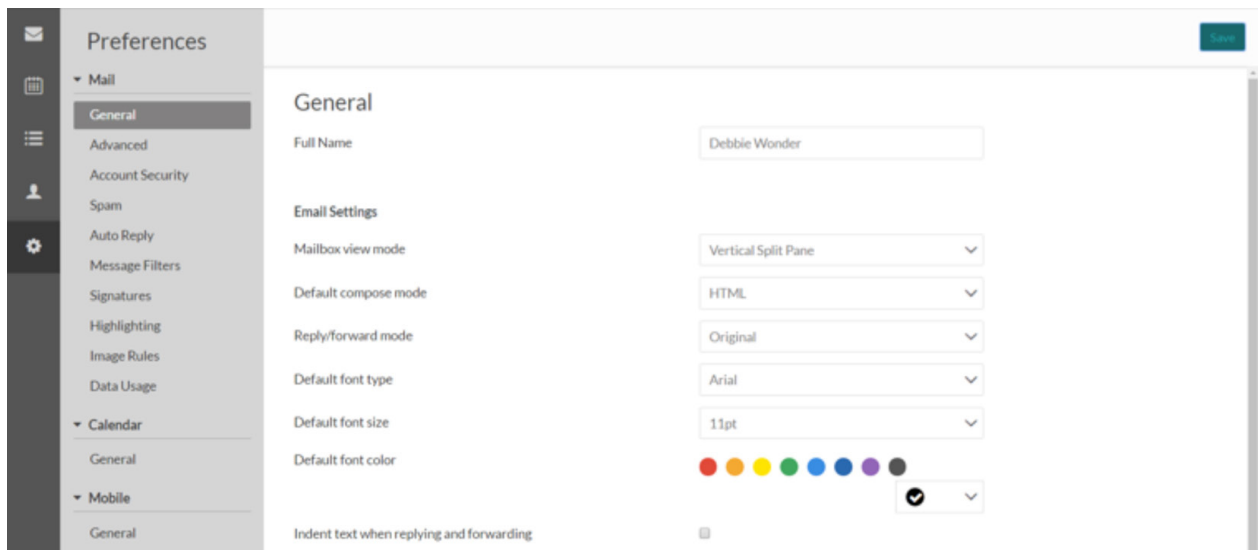 Preferences
Save
Mail
General
Advanced
Account Security
Spam
Auto Reply
Message Filters
Signatures
Highlighting
Image Rules
Data Usage
Calendar
General
Mobile
General
General
Full Name Debbie Wonder
Email Settings
Mailbox view mode Vertical Split Pane
Default compose mode HTML
Reply/forward mode Original
Default font type Arial
Default font size 11pt
Default font color
Indent text when replying and forwarding